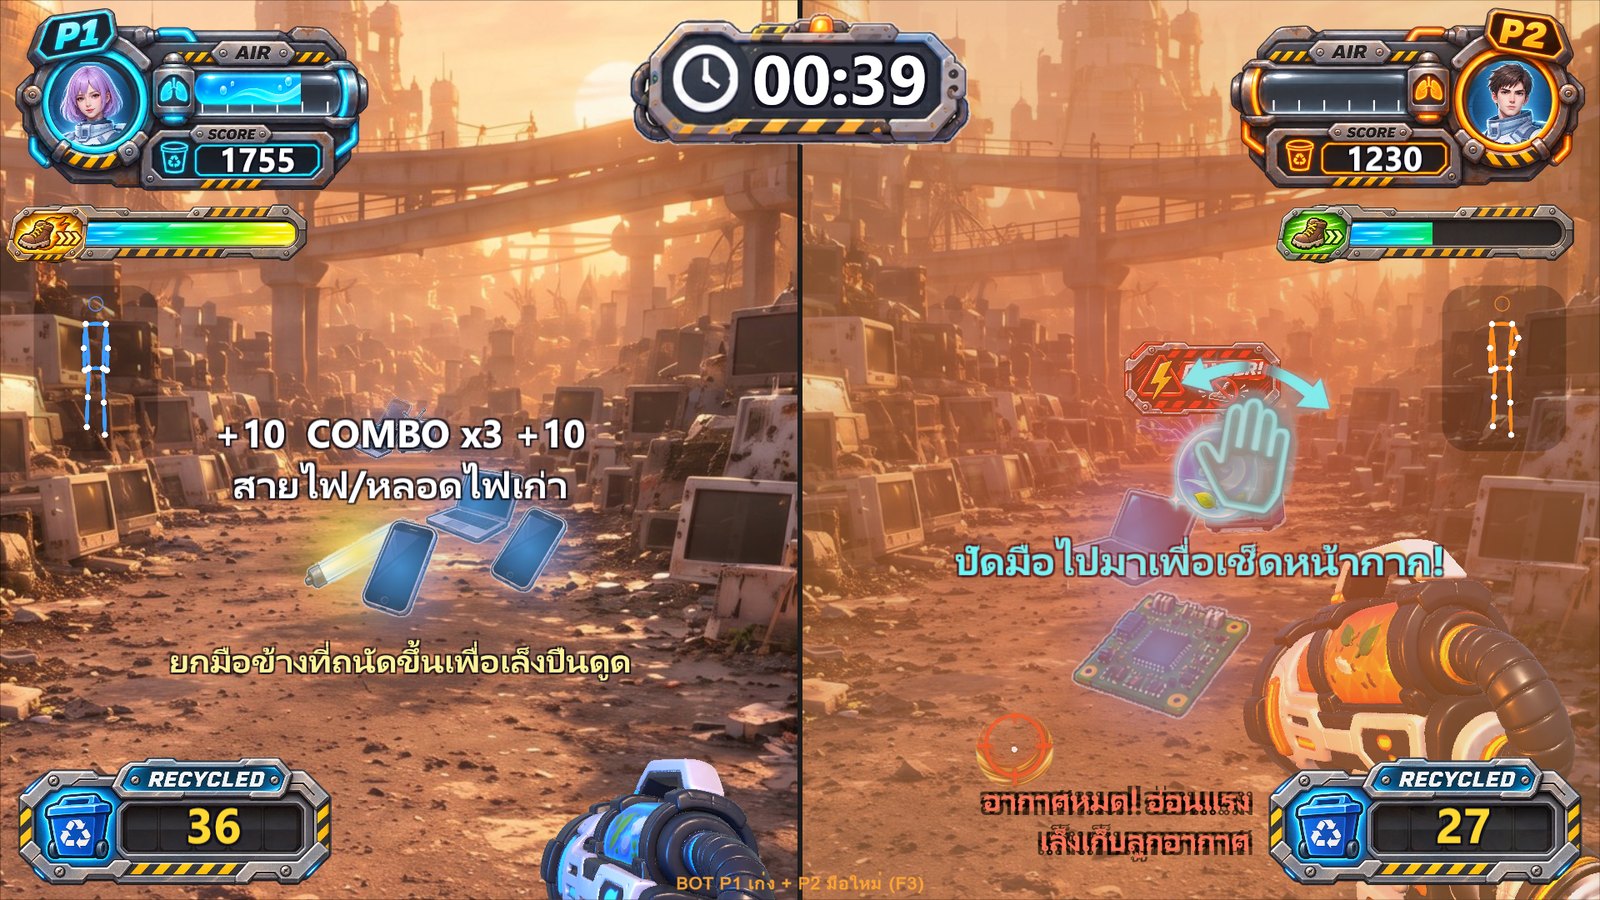 P1
AIR
SCORE
1755
00:39
P2
AIR
SCORE
1230
+10 COMBO x3 +10
สายไฟ/หลอดไฟเก่า
ยกมือข้างที่ถนัดขึ้นเพื่อเล็งปืนดูด
ปัดมือไปมาเพื่อเช็ดหน้ากาก!
อากาศหมด! อ่อนแรง
เล็งเก็บลูกอากาศ
RECYCLED
36
RECYCLED
27
BOT P1 เก่ง + P2 มือใหม่ (F3)